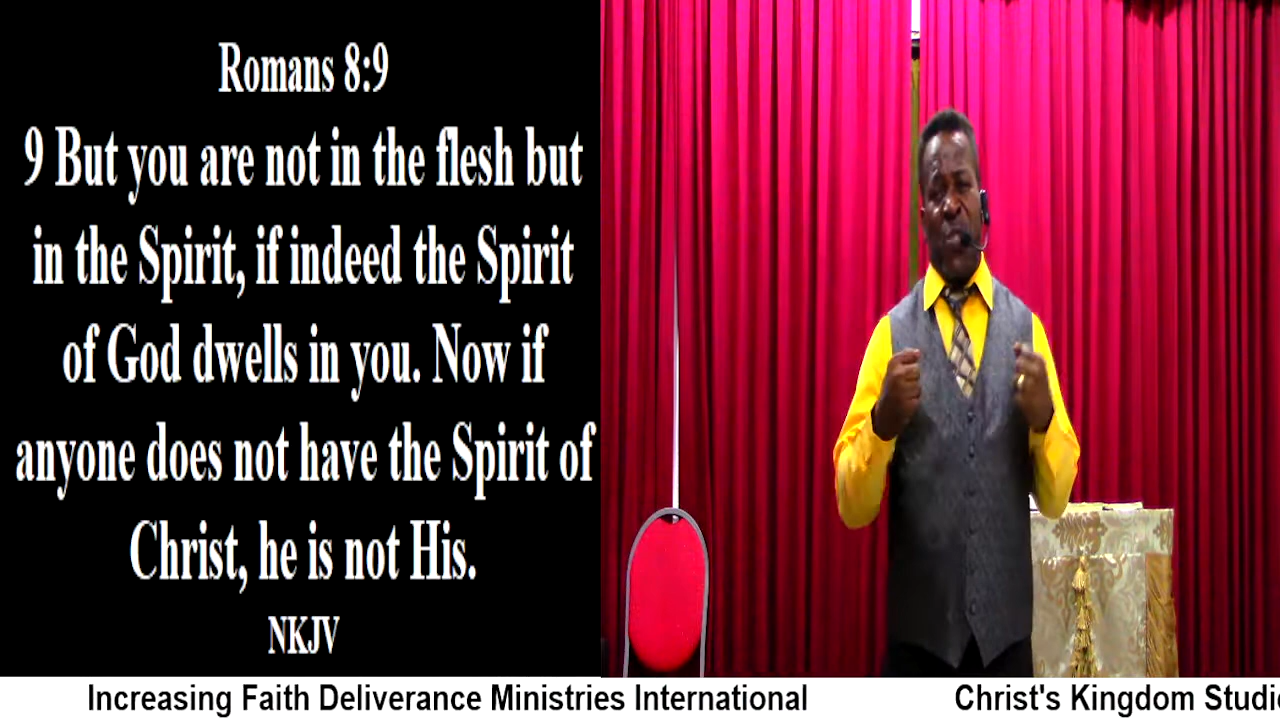 Romans 8:9
9 But you are not in the flesh but
in the Spirit, if indeed the Spirit
of God dwells in you. Now if
anyone does not have the Spirit of
Christ, he is not His.
NKJV
Increasing Faith Deliverance Ministries International
Christ's Kingdom Studie